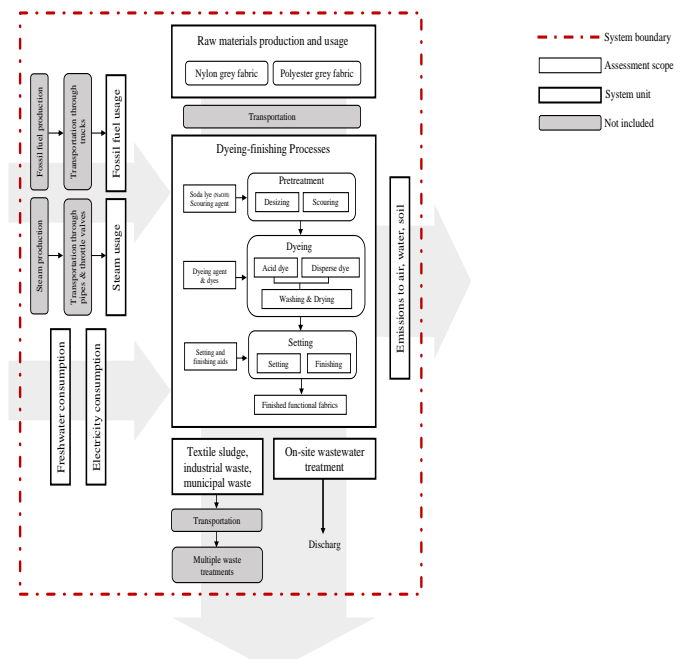 Raw materials production and usage
Nylon grey fabric
Polyester grey fabric
Transportation
Fossil fuel production
Transportation through
trucks
Fossil fuel usage
Steam production
Transportation through
pipes & throttle valves
Steam usage
Freshwater consumption
Electricity consumption
Dyeing-finishing Processes
Pretreatment
Soda lye (NaOH)
Scouring agent
Desizing
Scouring
Dyeing
Acid dye
Disperse dye
Dyeing agent
& dyes
Washing & Drying
Setting
Setting and
finishing aids
Setting
Finishing
Finished functional fabrics
Emissions to air, water, soil
Textile sludge,
industrial waste,
municipal waste
On-site wastewater
treatment
Transportation
Multiple waste
treatments
Discharg
System boundary
Assessment scope
System unit
Not included